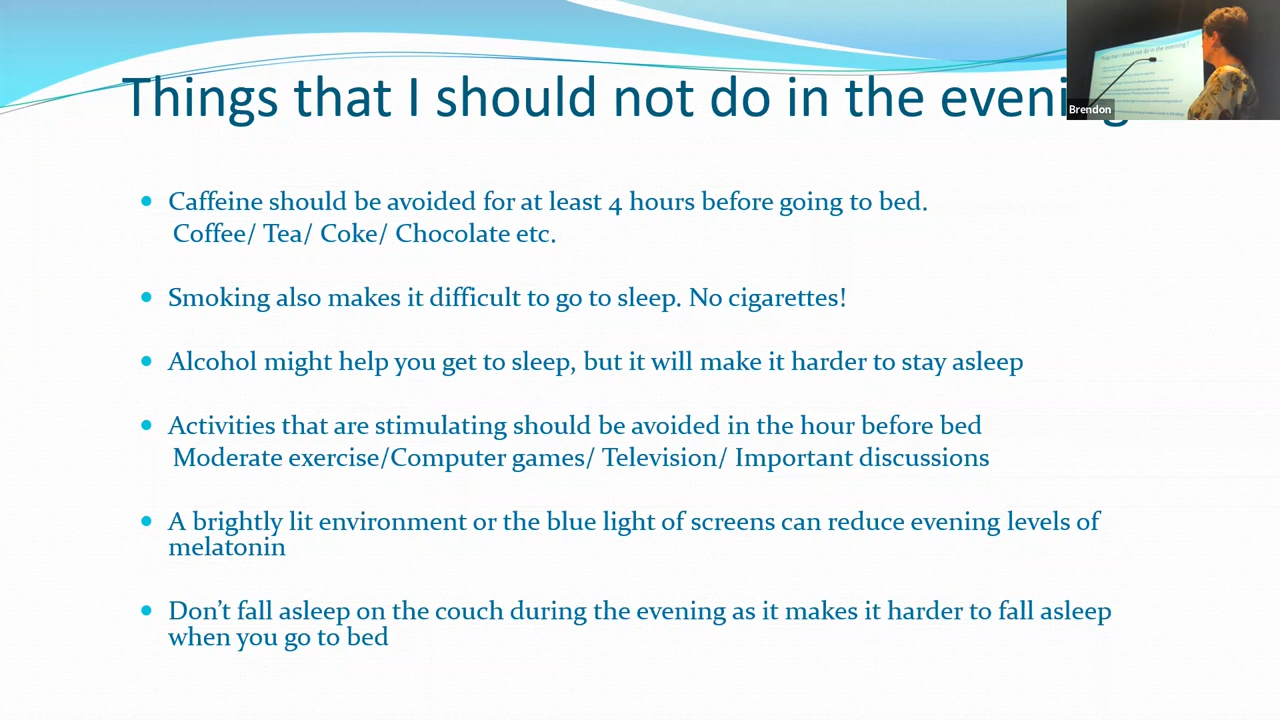 Things that I should not do in the evening
Brendon
Caffeine should be avoided for at least 4 hours before going to bed.
Coffee/ Tea/ Coke/ Chocolate etc.
Smoking also makes it difficult to go to sleep. No cigarettes!
Alcohol might help you get to sleep, but it will make it harder to stay asleep
Activities that are stimulating should be avoided in the hour before bed
Moderate exercise/Computer games/ Television/ Important discussions
A brightly lit environment or the blue light of screens can reduce evening levels of
melatonin
Don’t fall asleep on the couch during the evening as it makes it harder to fall asleep
when you go to bed